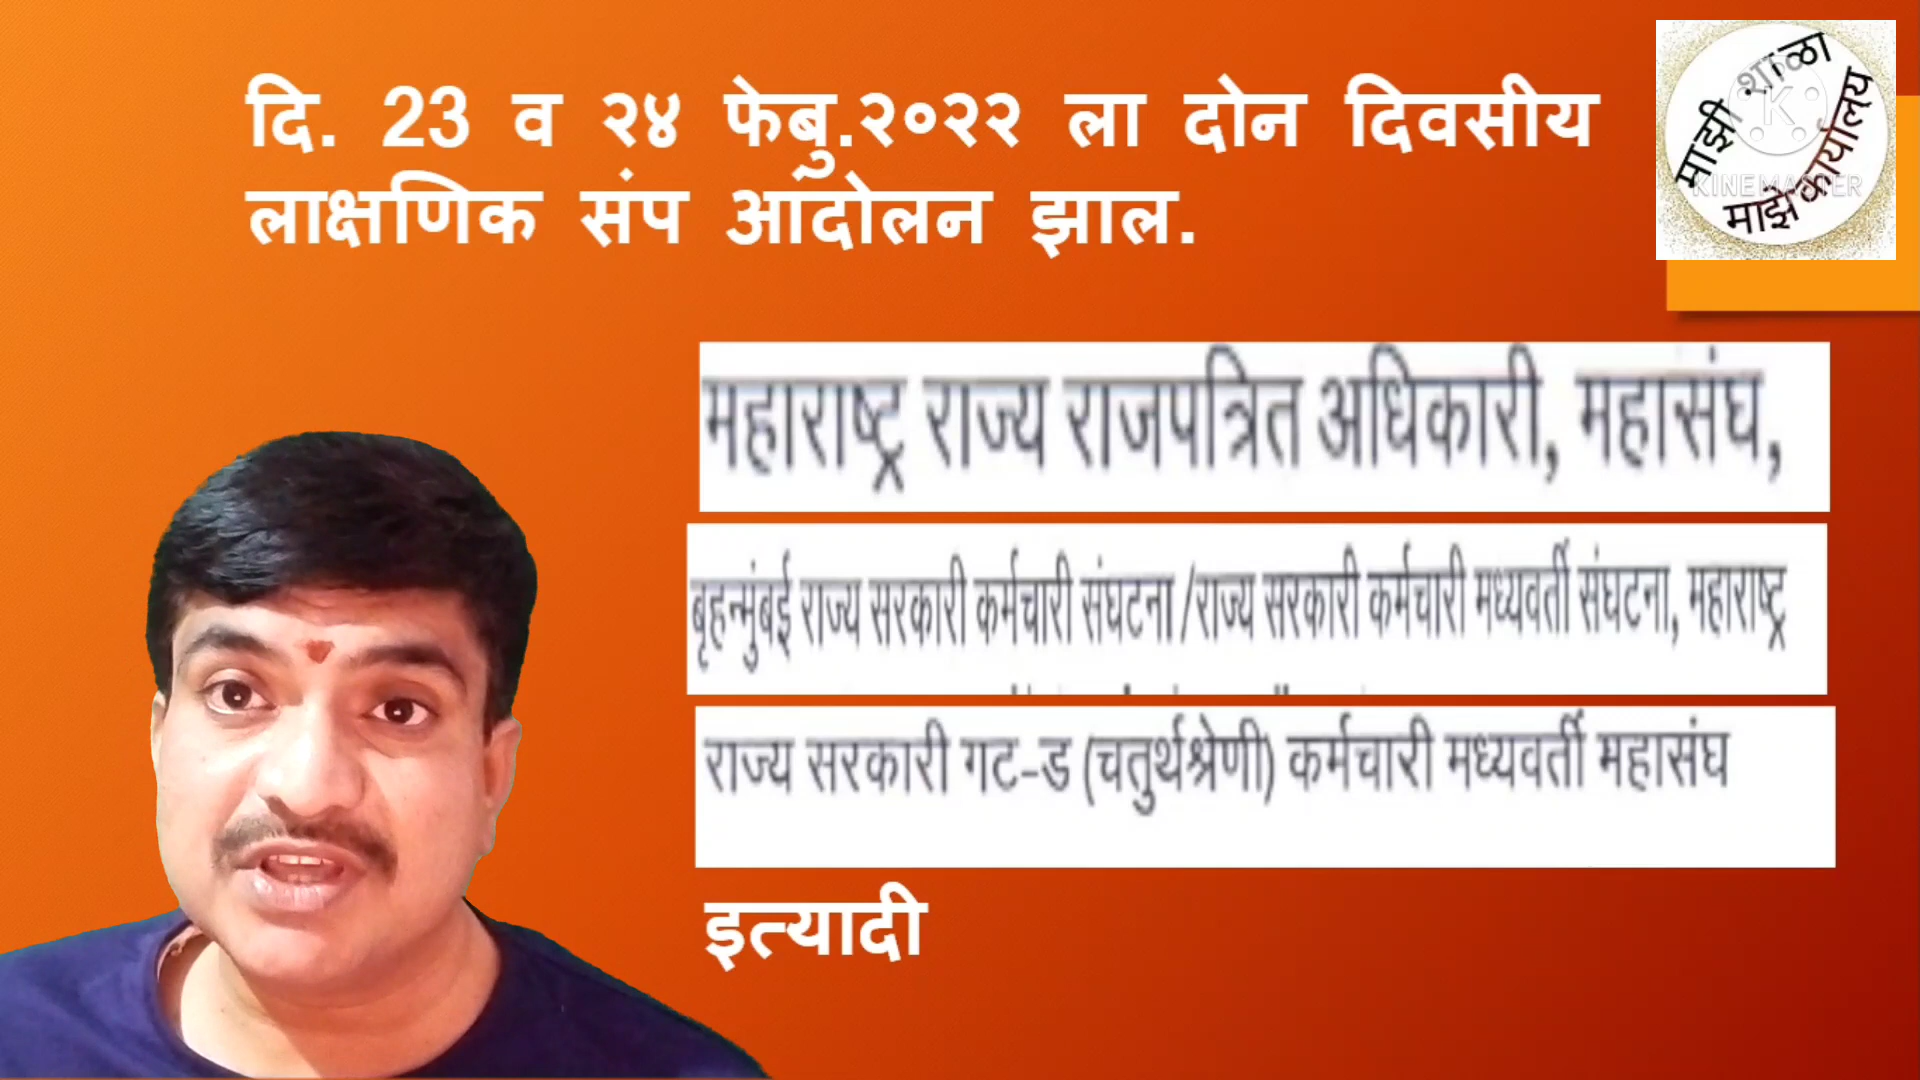 दि. 23 व २४ फेबु.२०२२ ला दोन दिवसीय
लाक्षणिक संप आंदोलन झाल.
माझी शाळा
माझे कार्यालय
KINEMASTER
महाराष्ट्र राज्य राजपत्रित अधिकारी, महासंघ,
बृहन्मुंबई राज्य सरकारी कर्मचारी संघटना /राज्य सरकारी कर्मचारी मध्यवर्ती संघटना, महाराष्ट्र
राज्य सरकारी गट-ड (चतुर्थश्रेणी) कर्मचारी मध्यवर्ती महासंघ
इत्यादी